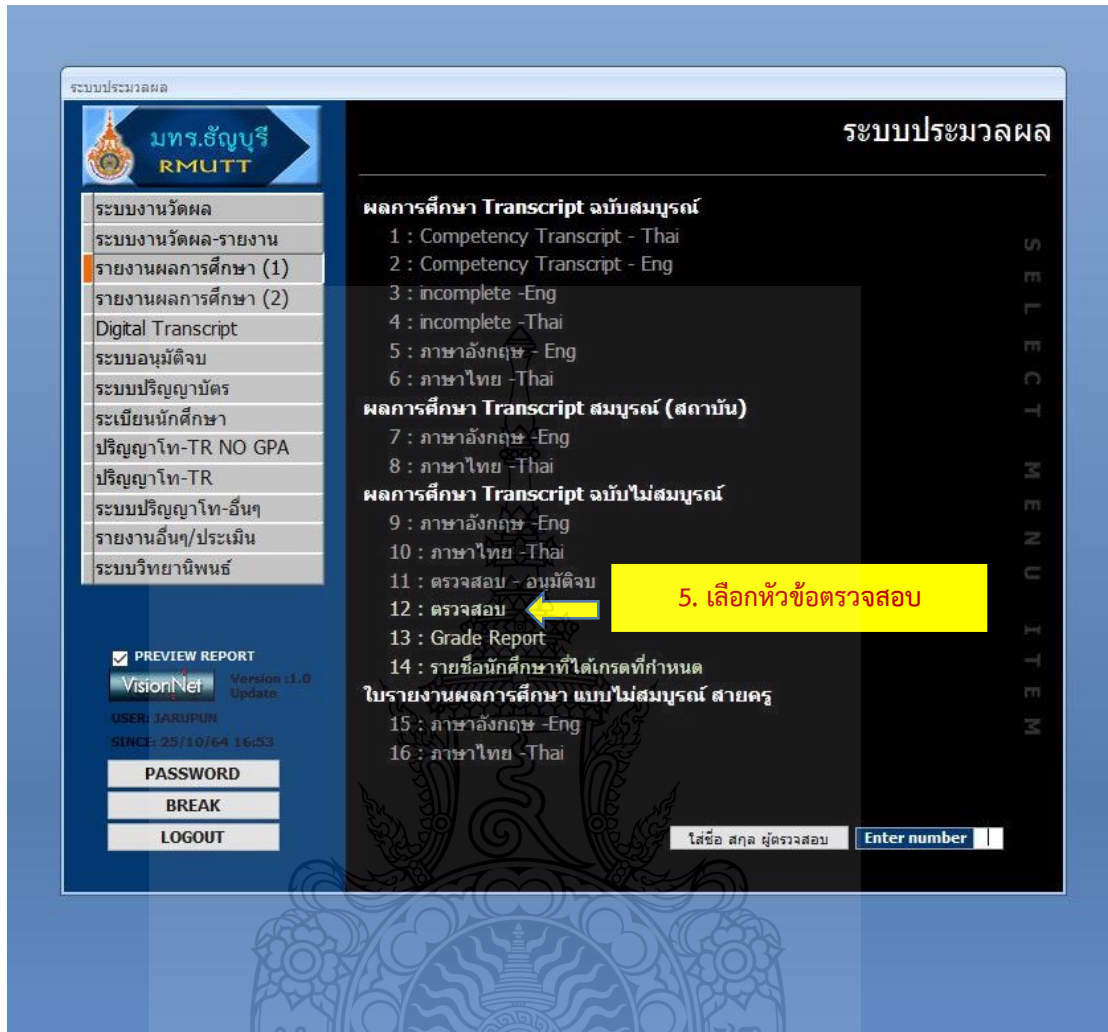 ระบบประมวลผล
มทร.ธัญบุรี
RMUTT
ระบบประมวลผล
ระบบงานวัดผล
ระบบงานวัดผล-รายงาน
รายงานผลการศึกษา (1)
รายงานผลการศึกษา (2)
Digital Transcript
ระบบอนุมัติจบ
ระบบปริญญาบัตร
ระเบียนนักศึกษา
ปริญญาโท-TR NO GPA
ปริญญาโท-TR
ระบบปริญญาโท-อื่นๆ
รายงานอื่นๆ/ประเมิน
ระบบวิทยานิพนธ์
PREVIEW REPORT
VisionNet
Version :1.0
Update
USER: JARUPUN
SINCE: 25/10/64 16:53
PASSWORD
BREAK
LOGOUT
ผลการศึกษา Transcript ฉบับสมบูรณ์
1 : Competency Transcript - Thai
2 : Competency Transcript - Eng
3 : incomplete -Eng
4 : incomplete -Thai
5 : ภาษาอังกฤษ - Eng
6 : ภาษาไทย -Thai
ผลการศึกษา Transcript สมบูรณ์ (สถาบัน)
7 : ภาษาอังกฤษ -Eng
8 : ภาษาไทย -Thai
ผลการศึกษา Transcript ฉบับไม่สมบูรณ์
9 : ภาษาอังกฤษ -Eng
10 : ภาษาไทย -Thai
11 : ตรวจสอบ - อนุมัติจบ
12 : ตรวจสอบ
5. เลือกหัวข้อตรวจสอบ
13 : Grade Report
14 : รายชื่อนักศึกษาที่ได้เกรดที่กำหนด
ใบรายงานผลการศึกษา แบบไม่สมบูรณ์ สายครู
15 : ภาษาอังกฤษ -Eng
16 : ภาษาไทย -Thai
ใส่ชื่อ สกุล ผู้ตรวจสอบ
Enter number
SELECT MENU ITEM